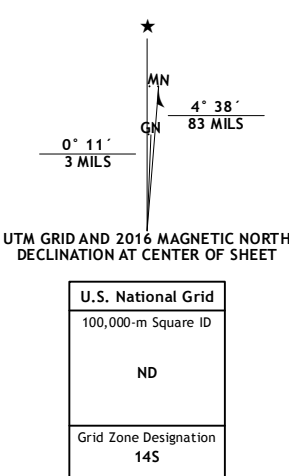 ★
MN
4° 38´
83 MILS
GN
0° 11´
3 MILS
UTM GRID AND 2016 MAGNETIC NORTH
DECLINATION AT CENTER OF SHEET
U.S. National Grid
100,000-m Square ID
ND
Grid Zone Designation
14S